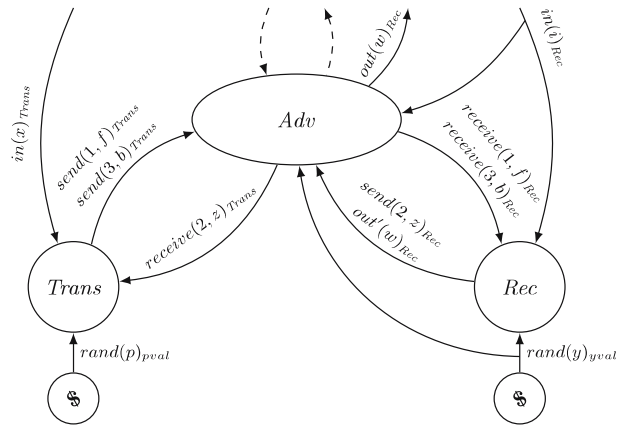 in(x)Trans
send(1, f)Trans
send(3, b)Trans
out(w)Rec
in(i)Rec
Adv
receive(1, f)Rec
receive(3, b)Rec
receive(2, z)Trans
send(2, z)Rec
out′(w)Rec
Trans
Rec
rand(p)pval
rand(y)yval
$
$